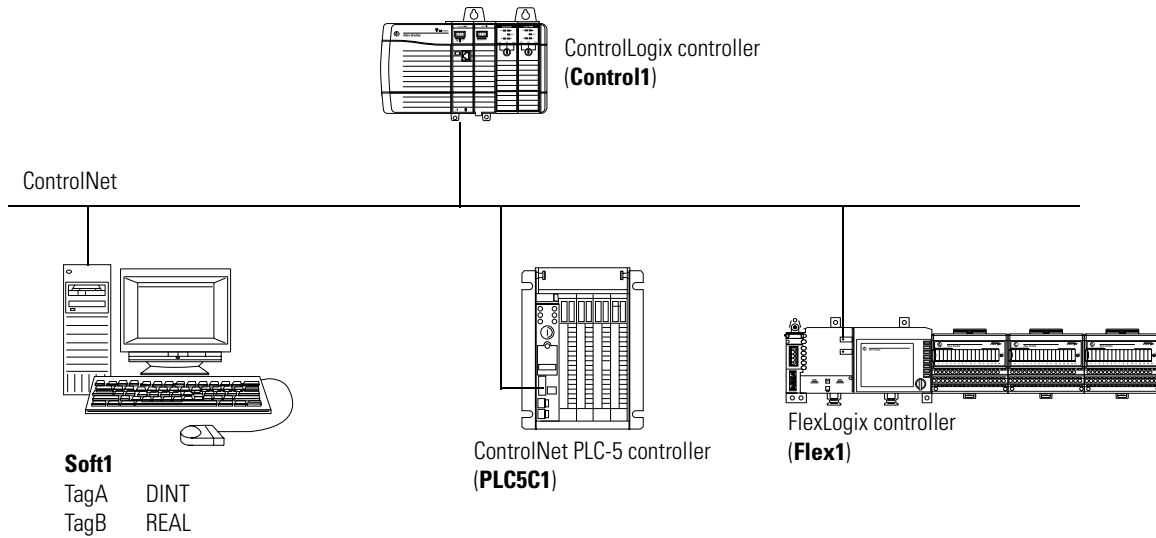 ControlLogix controller
(Control1)
ControlNet
Soft1
TagA DINT
TagB REAL
ControlNet PLC-5 controller
(PLC5C1)
FlexLogix controller
(Flex1)